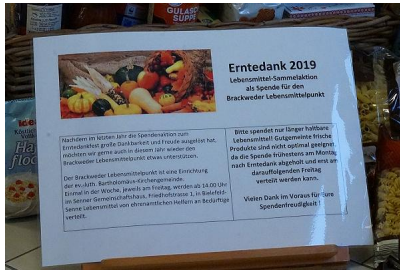 GULASCH
SUPPE
Erntedank 2019
Lebensmittel-Sammelaktion
als Spende für den
Brackweder Lebensmittelpunkt
Nachdem im letzten Jahr die Spendenaktion zum
Erntedankfest große Dankbarkeit und Freude ausgelöst hat,
möchten wir gerne auch in diesem Jahr wieder den
Brackweder Lebensmittelpunkt etwas unterstützen.
Der Brackweder Lebensmittelpunkt ist eine Einrichtung
der ev.-luth. Bartholomäus-Kirchengemeinde.
Einmal in der Woche, jeweils am Freitag, werden ab 14.00 Uhr
im Senner Gemeinschaftshaus, Friedhofstrasse 1, in Bielefeld-
Senne Lebensmittel von ehrenamtlichen Helfern an Bedürftige
verteilt.
Bitte spendet nur länger haltbare
Lebensmittel! Gutgemeinte frische
Produkte sind nicht optimal geeignet,
da die Spende frühestens am Montag
nach Erntedank abgeholt und erst am
darauffolgenden Freitag
verteilt werden kann.
Vielen Dank im Voraus für Eure
Spendenfreudigkeit !